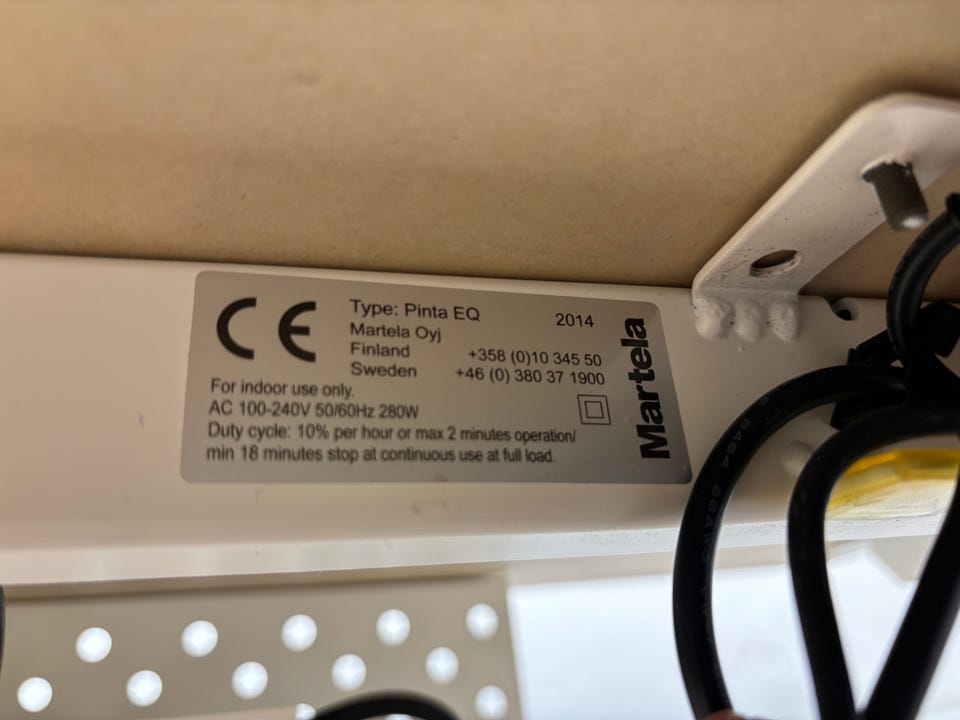 CE
Type: Pinta EQ 2014
Martela Oyj
Finland +358 (0)10 345 50
Sweden +46 (0) 380 37 1900
For indoor use only.
AC 100-240V 50/60Hz 280W
Duty cycle: 10% per hour or max 2 minutes operation/
min 18 minutes stop at continuous use at full load.
Martela
2464